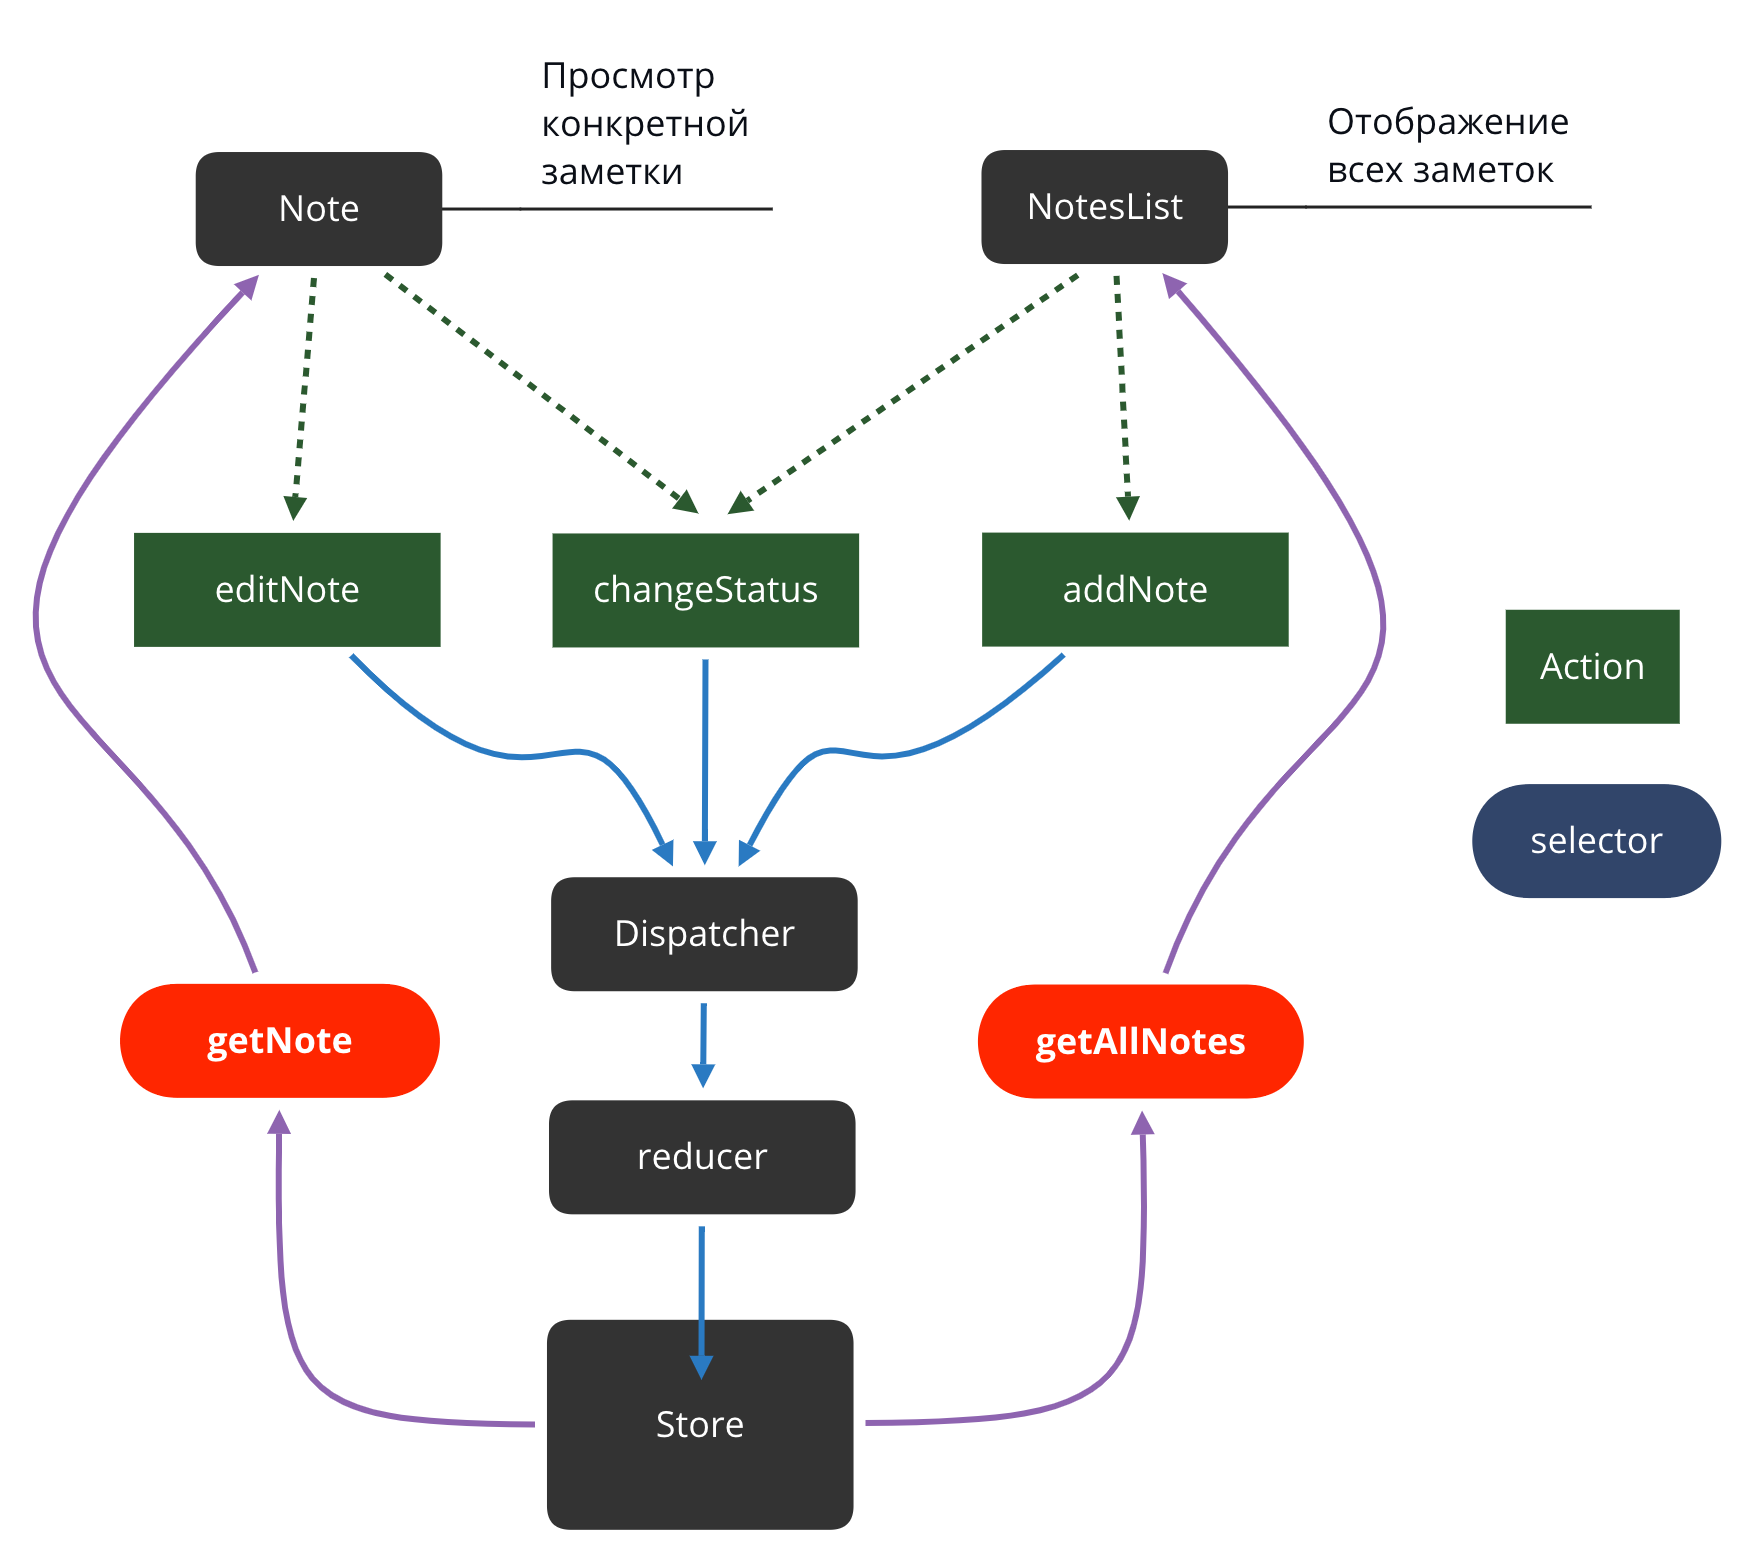 Просмотр
конкретной
заметки
Отображение
всех заметок
Note
NotesList
editNote
changeStatus
addNote
Action
selector
Dispatcher
getNote
getAllNotes
reducer
Store